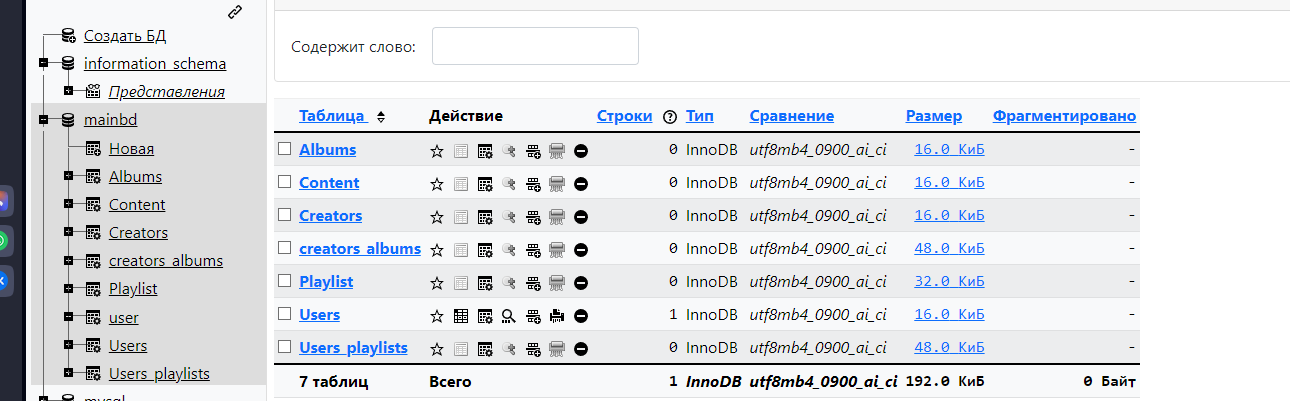 Создать БД
information_schema
Представления
mainbd
Новая
Albums
Content
Creators
creators_albums
Playlist
user
Users
Users_playlists
Содержит слово:
Таблица Действие Строки Тип Сравнение Размер Фрагментировано
Albums 0 InnoDB utf8mb4_0900_ai_ci 16.0 КиБ -
Content 0 InnoDB utf8mb4_0900_ai_ci 16.0 КиБ -
Creators 0 InnoDB utf8mb4_0900_ai_ci 16.0 КиБ -
creators_albums 0 InnoDB utf8mb4_0900_ai_ci 48.0 КиБ -
Playlist 0 InnoDB utf8mb4_0900_ai_ci 32.0 КиБ -
Users 1 InnoDB utf8mb4_0900_ai_ci 16.0 КиБ -
Users_playlists 0 InnoDB utf8mb4_0900_ai_ci 48.0 КиБ -
7 таблиц Всего 1 InnoDB utf8mb4_0900_ai_ci 192.0 КиБ 0 Байт